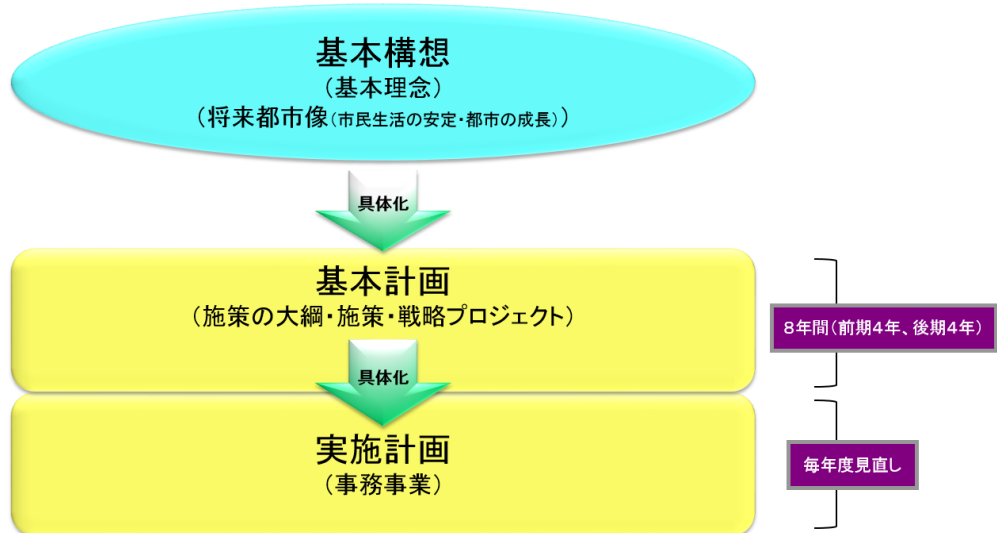 基本構想
（基本理念）
（将来都市像（市民生活の安定・都市の成長））
具体化
基本計画
（施策の大綱・施策・戦略プロジェクト）
8年間（前期4年、後期4年）
具体化
実施計画
（事務事業）
毎年度見直し